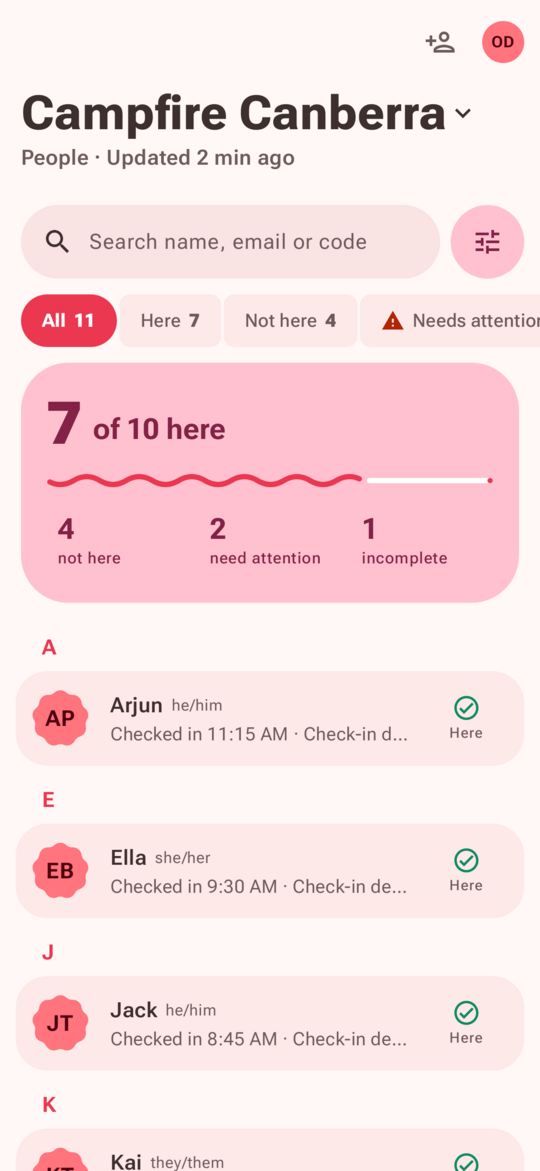 OD
Campfire Canberra
People · Updated 2 min ago
Search name, email or code
All 11
Here 7
Not here 4
Needs attention
7 of 10 here
4
not here
2
need attention
1
incomplete
A
AP
Arjun he/him
Checked in 11:15 AM · Check-in d...
Here
E
EB
Ella she/her
Checked in 9:30 AM · Check-in de...
Here
J
JT
Jack he/him
Checked in 8:45 AM · Check-in de...
Here
K
KT
Kai they/them